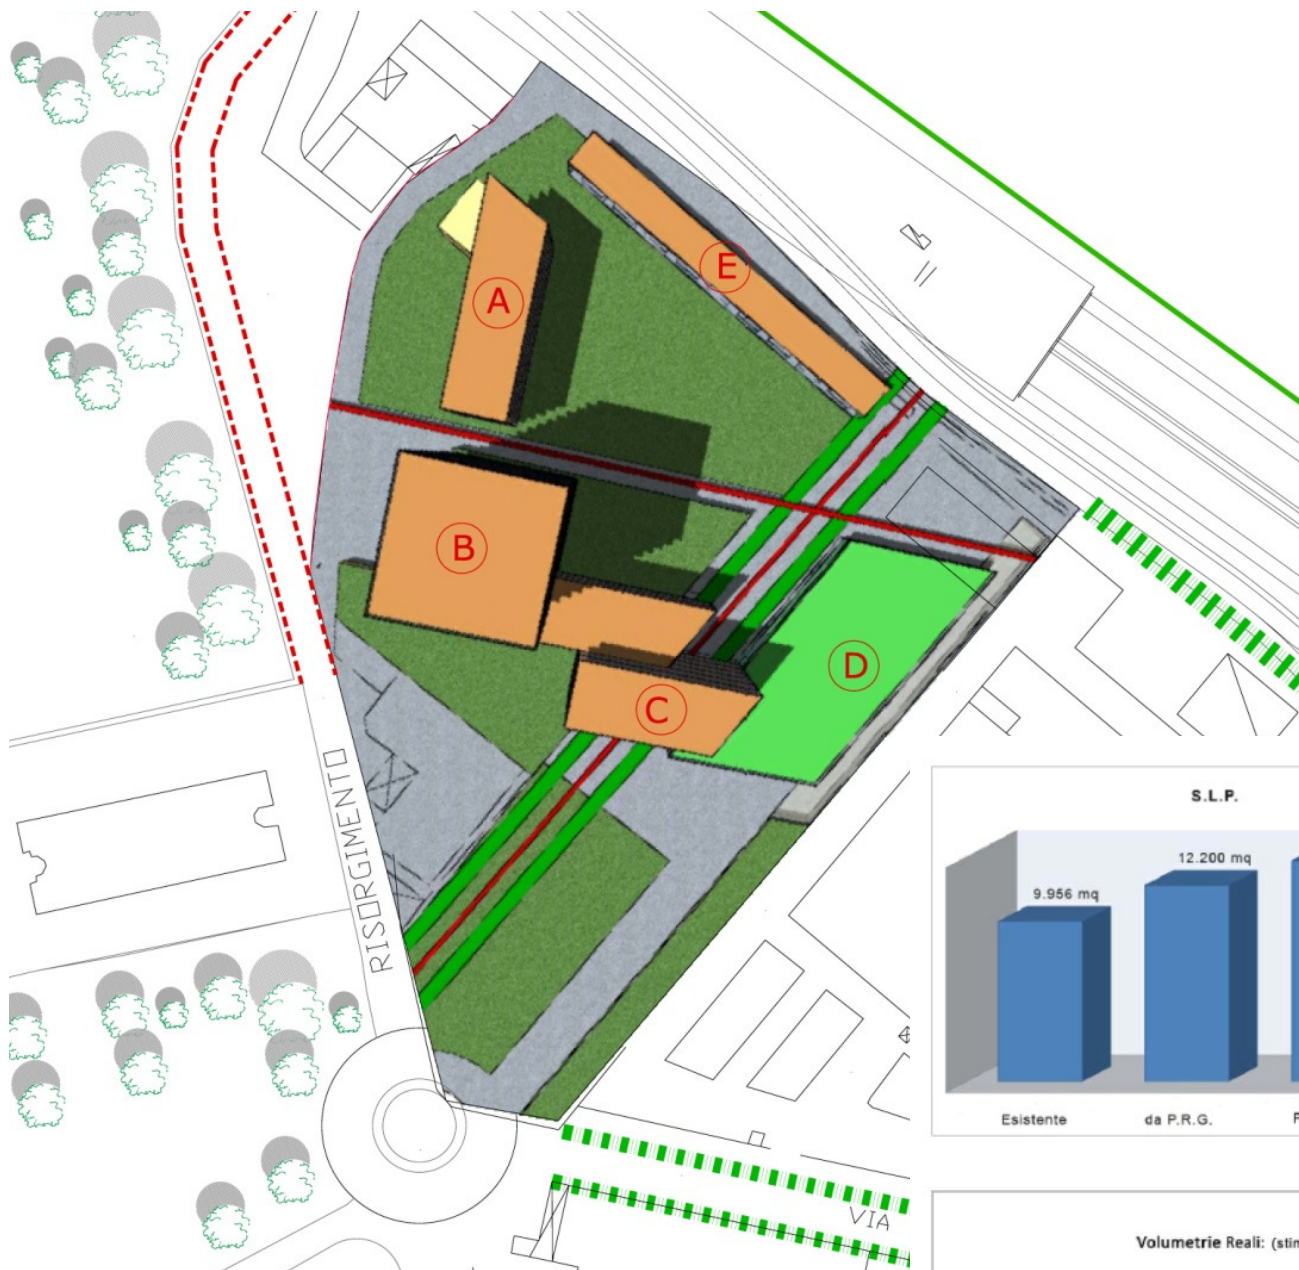 E
A
B
D
C
RISORGIMENTO
S.L.P.
12.200 mq
9.956 mq
Esistente
da P.R.G.
VIA
Volumetrie Reali: